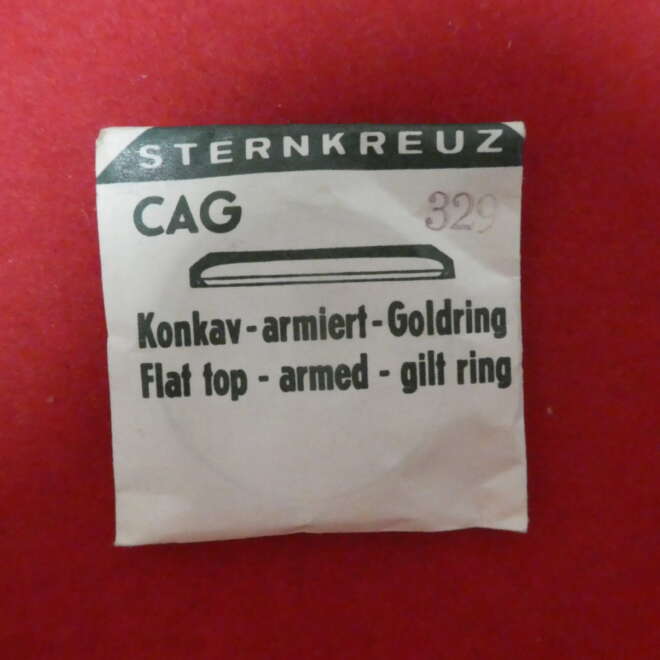 STERNKREUZ
CAG 329
Konkav - armiert - Goldring
Flat top - armed - gilt ring